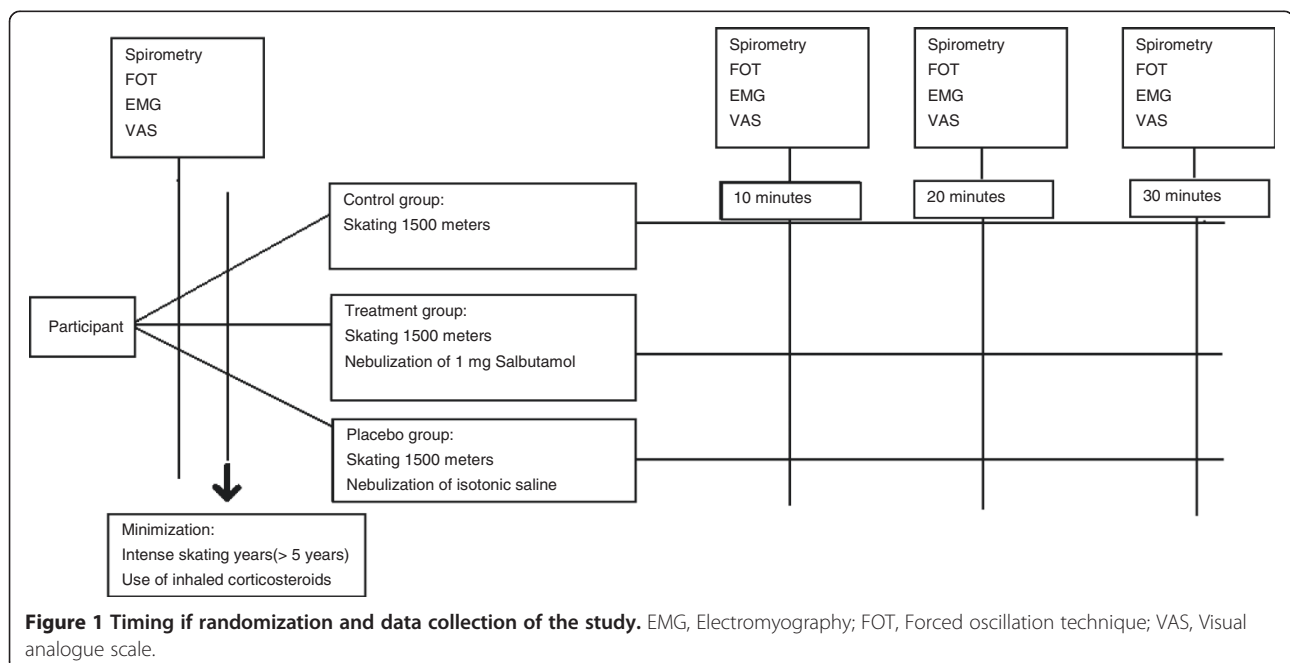 Spirometry
FOT
EMG
VAS
Spirometry
FOT
EMG
VAS
Spirometry
FOT
EMG
VAS
Spirometry
FOT
EMG
VAS
10 minutes
20 minutes
30 minutes
Control group:
Skating 1500 meters
Participant
Treatment group:
Skating 1500 meters
Nebulization of 1 mg Salbutamol
Placebo group:
Skating 1500 meters
Nebulization of isotonic saline
Minimization:
Intense skating years(> 5 years)
Use of inhaled corticosteroids
Figure 1 Timing if randomization and data collection of the study. EMG, Electromyography; FOT, Forced oscillation technique; VAS, Visual
analogue scale.